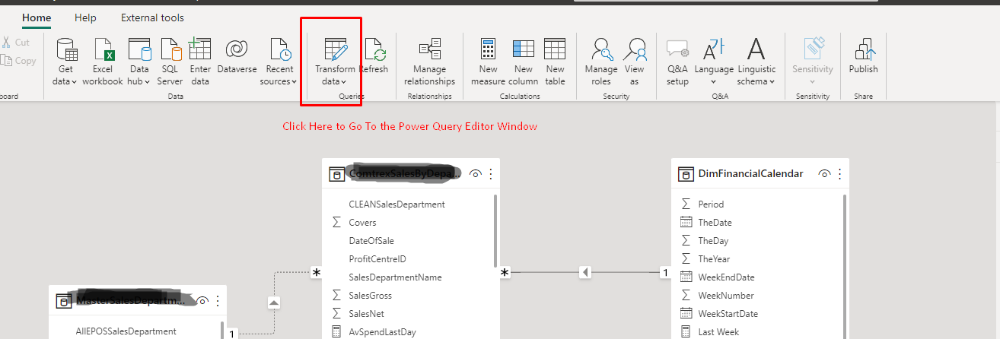 Home Help External tools
Cut
Copy
Get data
Excel workbook
Data hub
SQL Server
Enter data
Dataverse
Recent sources
Transform data
Refresh
Manage relationships
New measure
New column
New table
Manage roles
View as
Q&A setup
Language
Linguistic schema
Sensitivity
Publish
board
Data
Queries
Relationships
Calculations
Security
Q&A
Sensitivity
Share
Click Here to Go To the Power Query Editor Window
ComtrexSalesByDepa...
CLEANSalesDepartment
Covers
DateOfSale
ProfitCentreID
SalesDepartmentName
SalesGross
SalesNet
AvSpendLastDay
DimFinancialCalendar
Period
TheDate
TheDay
TheYear
WeekEndDate
WeekNumber
WeekStartDate
Last Week
MasterSalesDepartm...
AllEPOSSalesDepartment
*
*
1
1